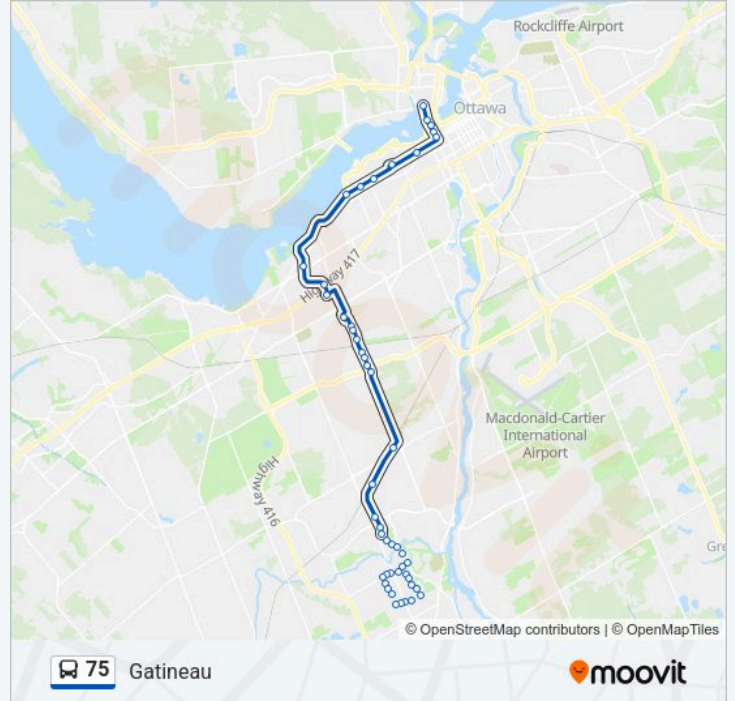 Rockcliffe Airport
Ottawa
Highway 417
Macdonald-Cartier
International
Airport
Highway 416
Gre
© OpenStreetMap contributors | © OpenMapTiles
75 Gatineau
moovit